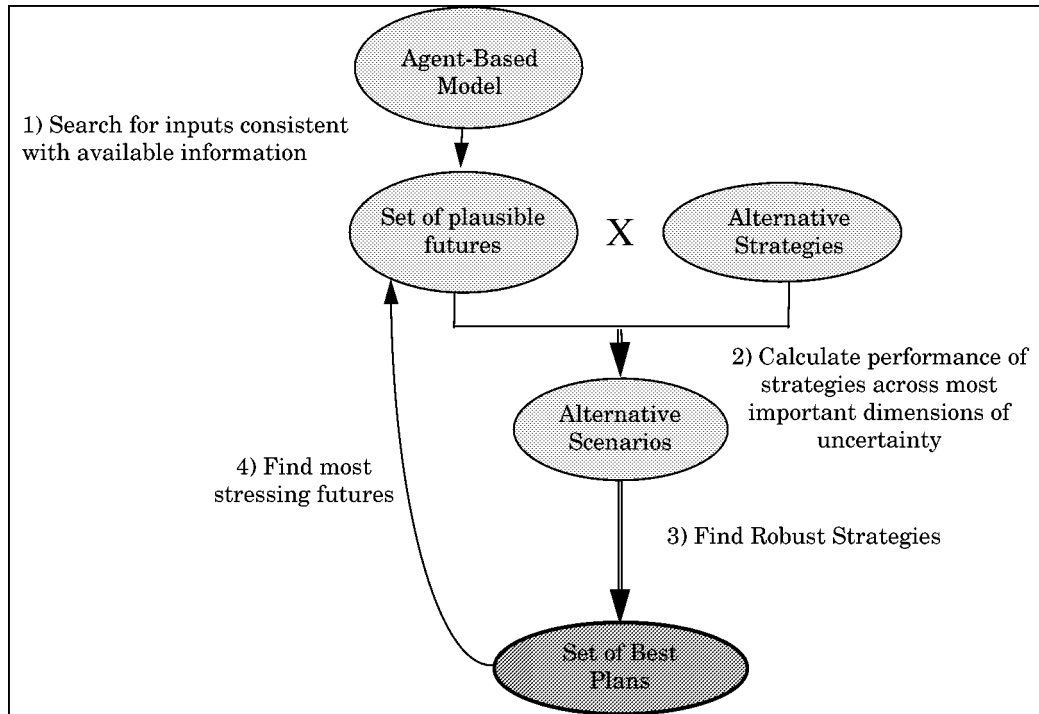 Agent-Based
Model
1) Search for inputs consistent
with available information
Set of plausible
futures
X
Alternative
Strategies
2) Calculate performance of
strategies across most
important dimensions of
uncertainty
Alternative
Scenarios
4) Find most
stressing futures
3) Find Robust Strategies
Set of Best
Plans